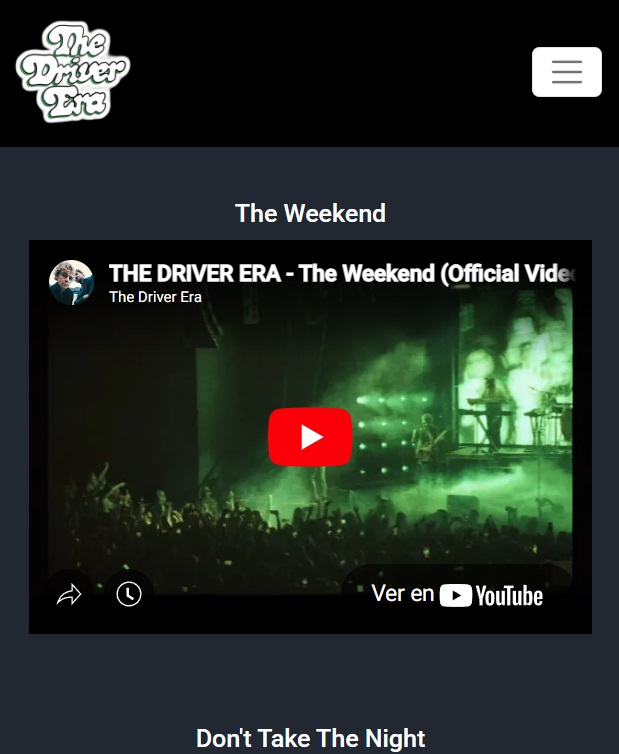 The
Driver
Era
The Weekend
THE DRIVER ERA - The Weekend (Official Vide
The Driver Era
Ver en YouTube
Don't Take The Night